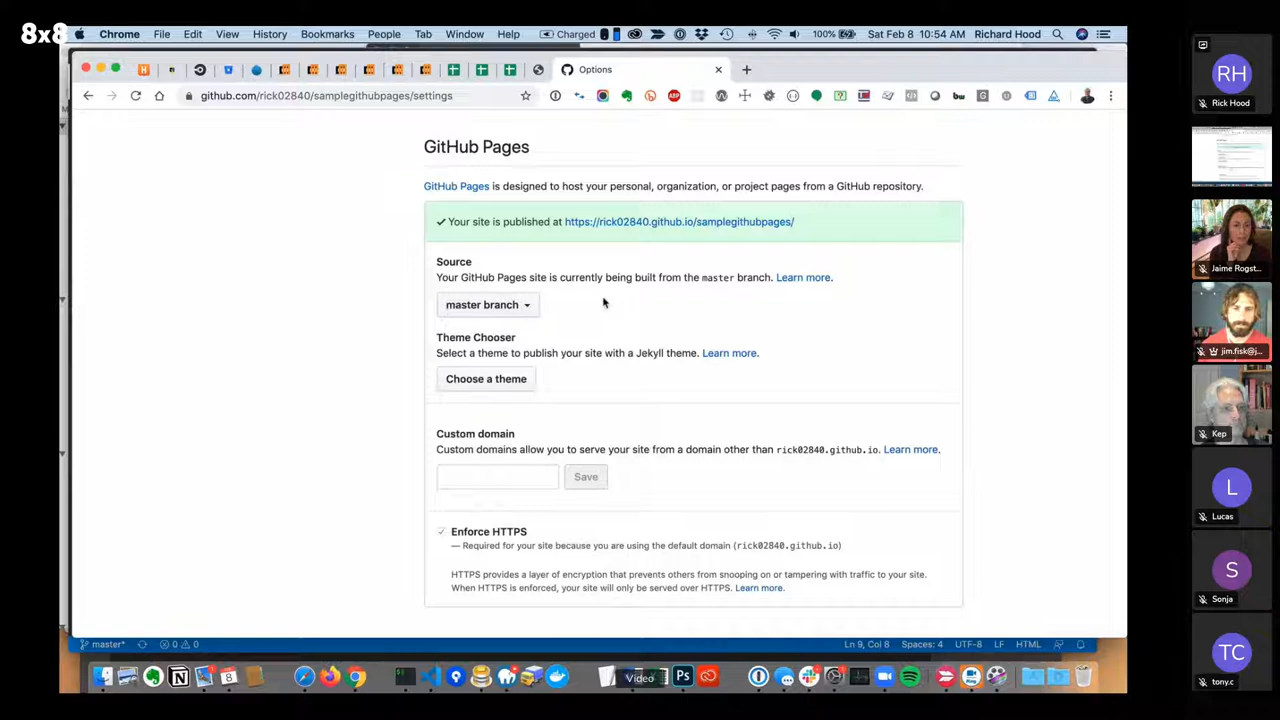 8x8
Chrome File Edit View History Bookmarks People Tab Window Help Charged 100% Sat Feb 8 10:54 AM Richard Hood
Options
github.com/rick02840/samplegithubpages/settings
GitHub Pages
GitHub Pages is designed to host your personal, organization, or project pages from a GitHub repository.
Your site is published at https://rick02840.github.io/samplegithubpages/
Source
Your GitHub Pages site is currently being built from the master branch. Learn more.
master branch
Theme Chooser
Select a theme to publish your site with a Jekyll theme. Learn more.
Choose a theme
Custom domain
Custom domains allow you to serve your site from a domain other than rick02840.github.io. Learn more.
Save
Enforce HTTPS
— Required for your site because you are using the default domain (rick02840.github.io)
HTTPS provides a layer of encryption that prevents others from snooping on or tampering with traffic to your site.
When HTTPS is enforced, your site will only be served over HTTPS. Learn more.
master* 0 0 Ln 9, Col 8 Spaces: 4 UTF-8 LF HTML
Video
RH
Rick Hood
Jaime Rogst...
jim.fisk@j...
Kep
L
Lucas
S
Sonja
TC
tony.c